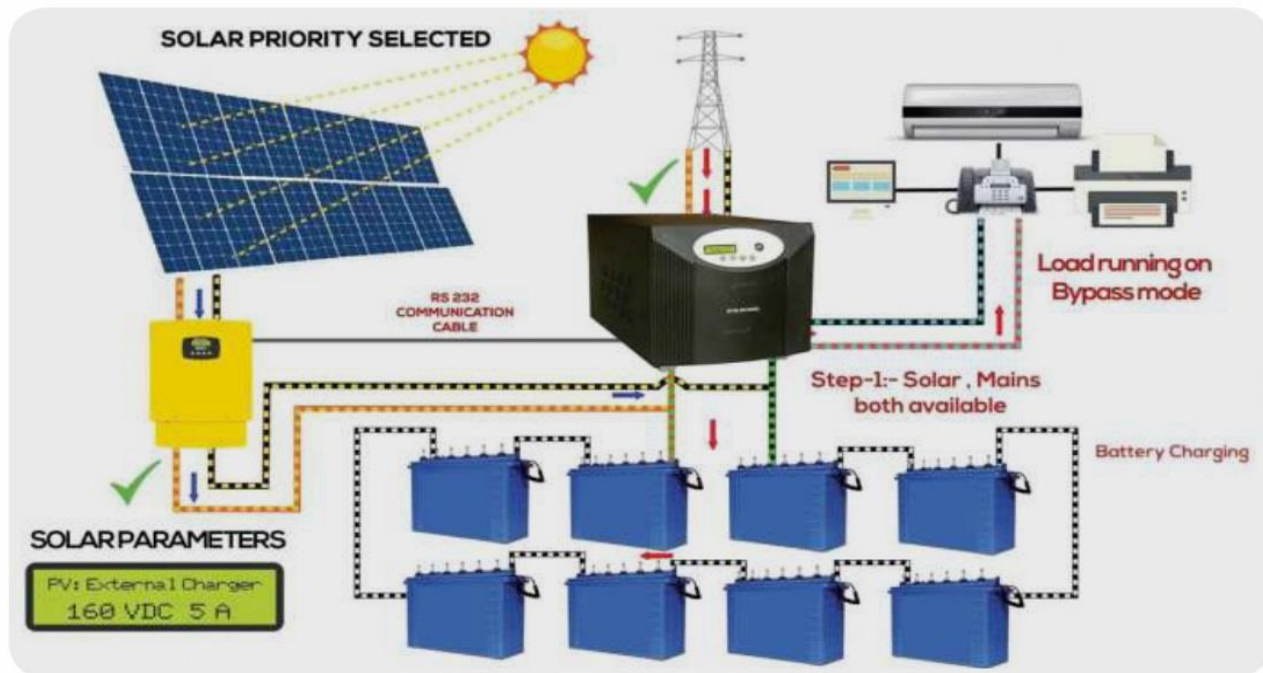 SOLAR PRIORITY SELECTED
RS 232
COMMUNICATION
CABLE
Load running on
Bypass mode
Step-1:- Solar , Mains
both available
Battery Charging
SOLAR PARAMETERS
PV: External Charger
160 VDC 5 A